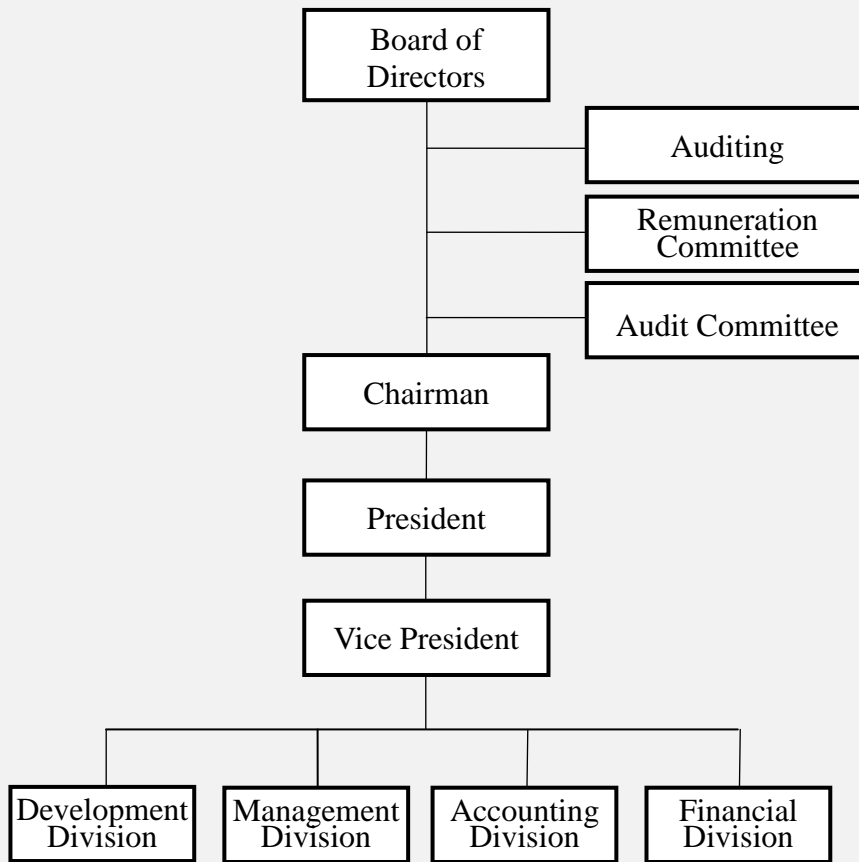 Board of
Directors
Auditing
Remuneration
Committee
Audit Committee
Chairman
President
Vice President
Development
Division
Management
Division
Accounting
Division
Financial
Division